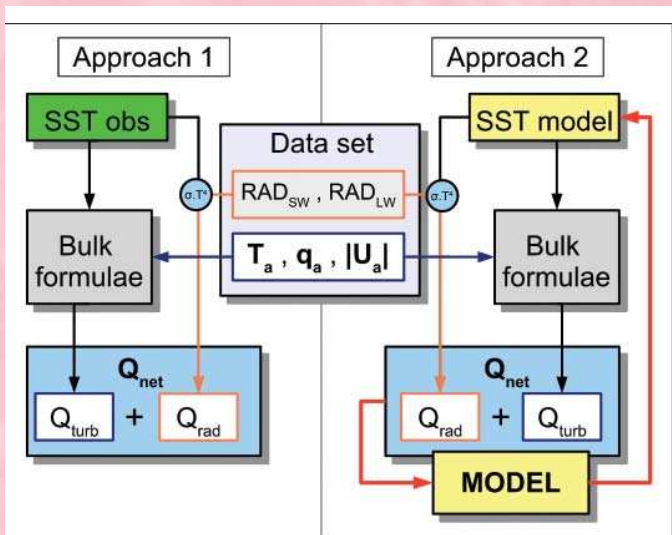 Approach 1
Approach 2
SST obs
SST model
Data set
σ.T⁴
RAD_SW , RAD_LW
σ.T⁴
Bulk
formulae
T_a , q_a , |U_a|
Bulk
formulae
Q_net
Q_turb + Q_rad
Q_net
Q_rad + Q_turb
MODEL